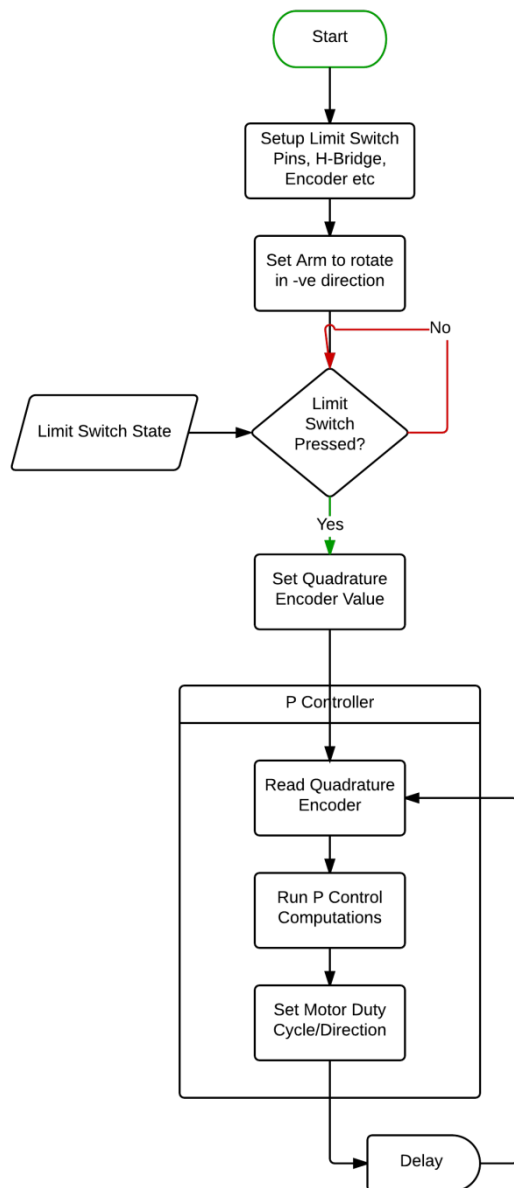 Start
Setup Limit Switch
Pins, H-Bridge,
Encoder etc
Set Arm to rotate
in -ve direction
No
Limit
Switch
Pressed?
Limit Switch State
Yes
Set Quadrature
Encoder Value
P Controller
Read Quadrature
Encoder
Run P Control
Computations
Set Motor Duty
Cycle/Direction
Delay